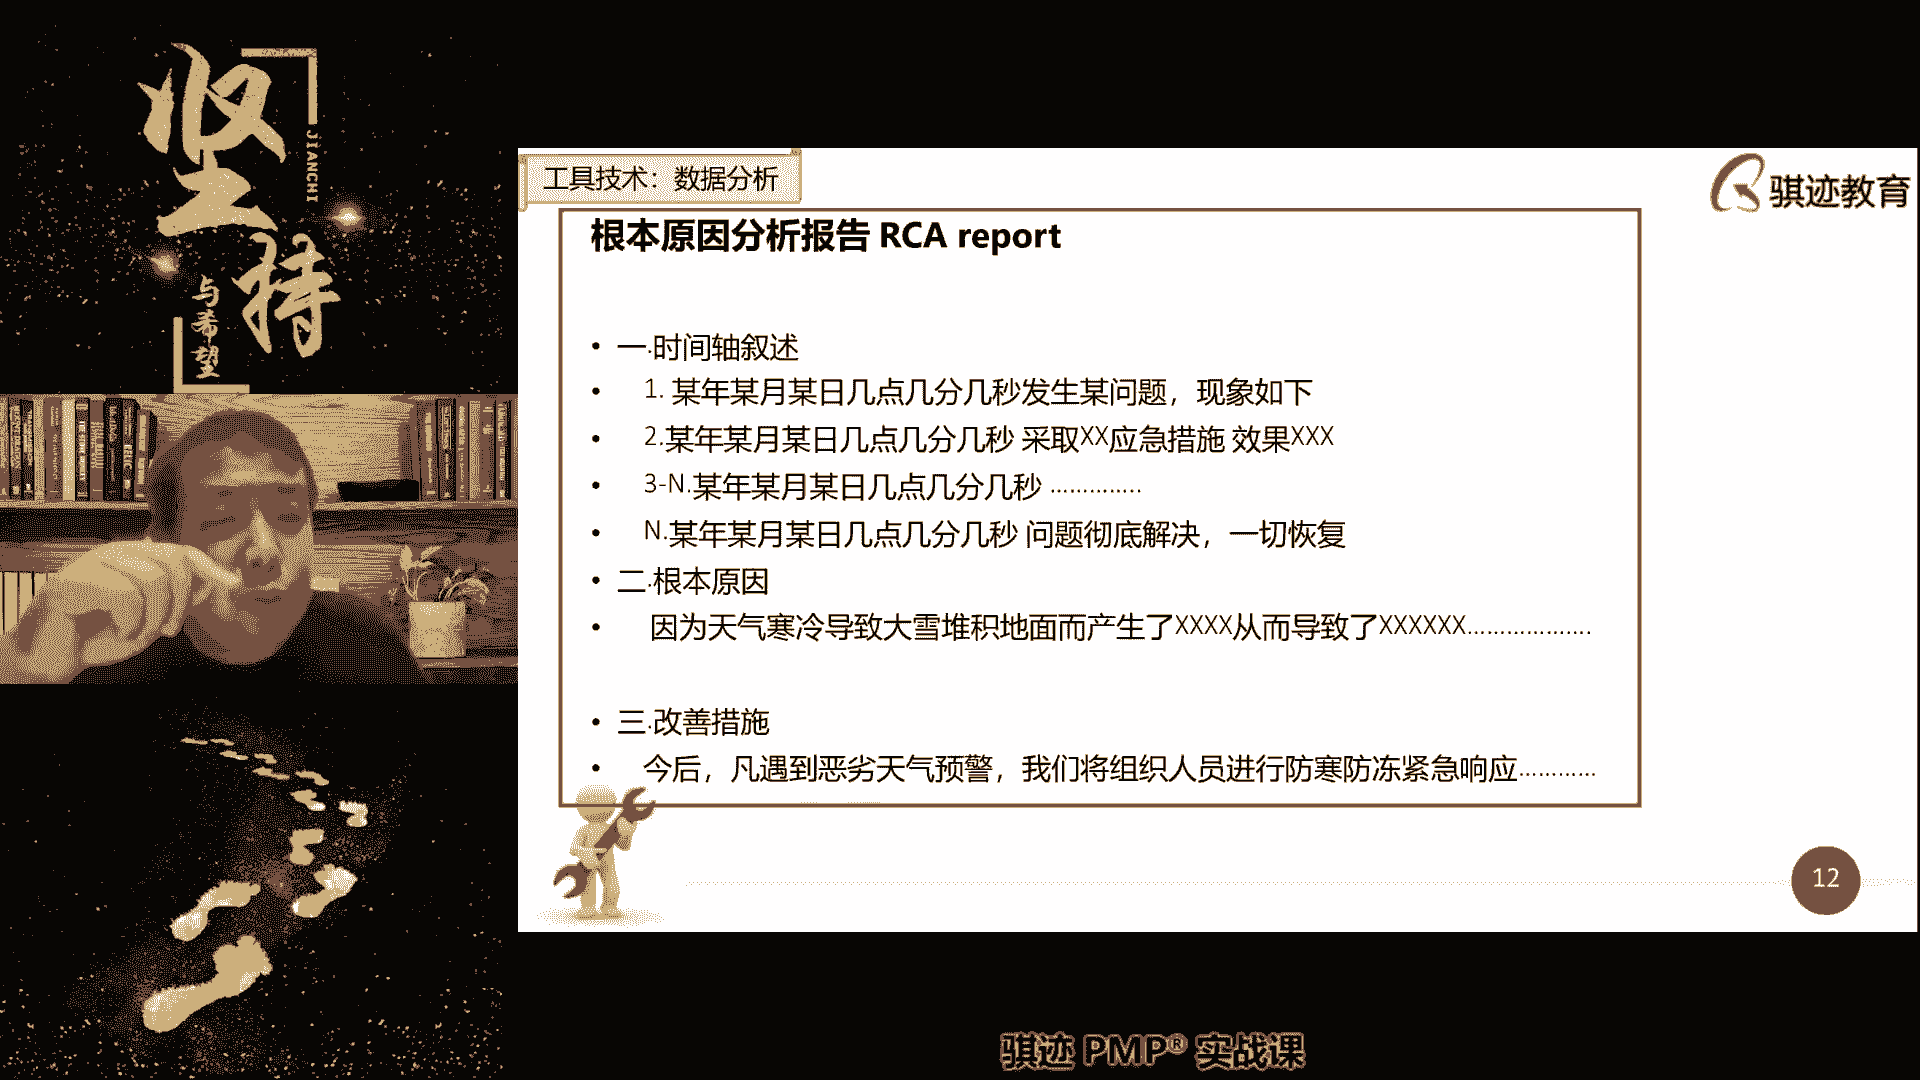 坚持
JIANCHI
与希望
工具技术：数据分析
骐迹教育
根本原因分析报告 RCA report
• 一.时间轴叙述
• 1. 某年某月某日几点几分几秒发生某问题，现象如下
• 2.某年某月某日几点几分几秒 采取XX应急措施 效果XXX
• 3-N.某年某月某日几点几分几秒 .............
• N.某年某月某日几点几分几秒 问题彻底解决，一切恢复
• 二.根本原因
• 因为天气寒冷导致大雪堆积地面而产生了XXXX从而导致了XXXXXX..................
• 三.改善措施
• 今后，凡遇到恶劣天气预警，我们将组织人员进行防寒防冻紧急响应............
12
骐迹 PMP® 实战课